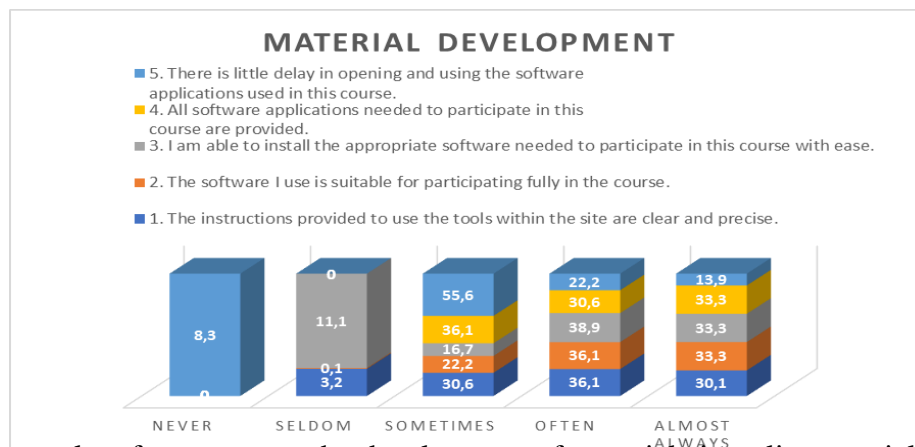 MATERIAL DEVELOPMENT
5. There is little delay in opening and using the software
applications used in this course.
4. All software applications needed to participate in this
course are provided.
3. I am able to install the appropriate software needed to participate in this course with ease.
2. The software I use is suitable for participating fully in the course.
1. The instructions provided to use the tools within the site are clear and precise.
0 55,6 22,2 13,9
8,3 11,1 36,1 30,6 33,3
16,7 38,9 33,3
0,1 22,2 36,1 33,3
0 3,2 30,6 36,1 30,1
NEVER SELDOM SOMETIMES OFTEN ALMOST
ALWAYS